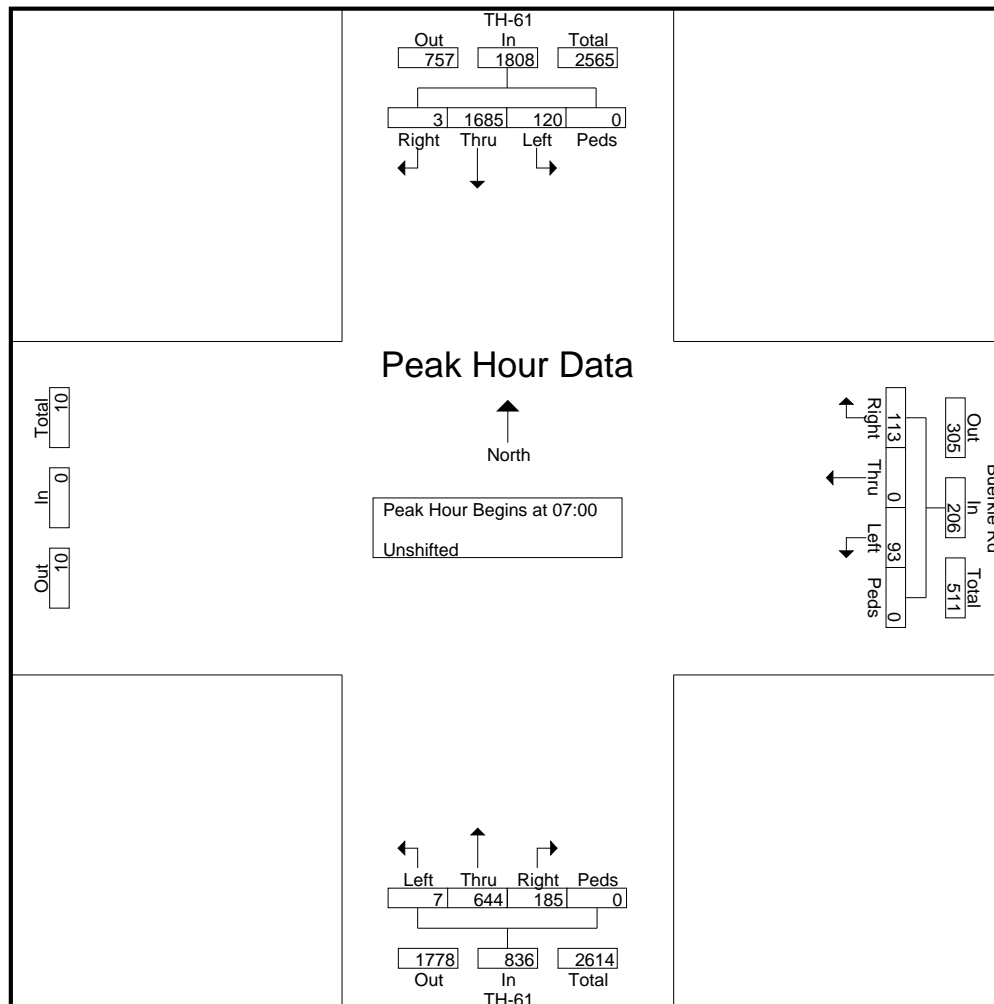 TH-61
Out In Total
757 1808 2565
3 1685 120 0
Right Thru Left Peds
Peak Hour Data
North
Peak Hour Begins at 07:00
Unshifted
Total In Out
10 0 10
Right Thru Left Peds
113 0 93 0
Out In Total
305 206 511
Buerkle Rd
Left Thru Right Peds
7 644 185 0
1778 836 2614
Out In Total
TH-61